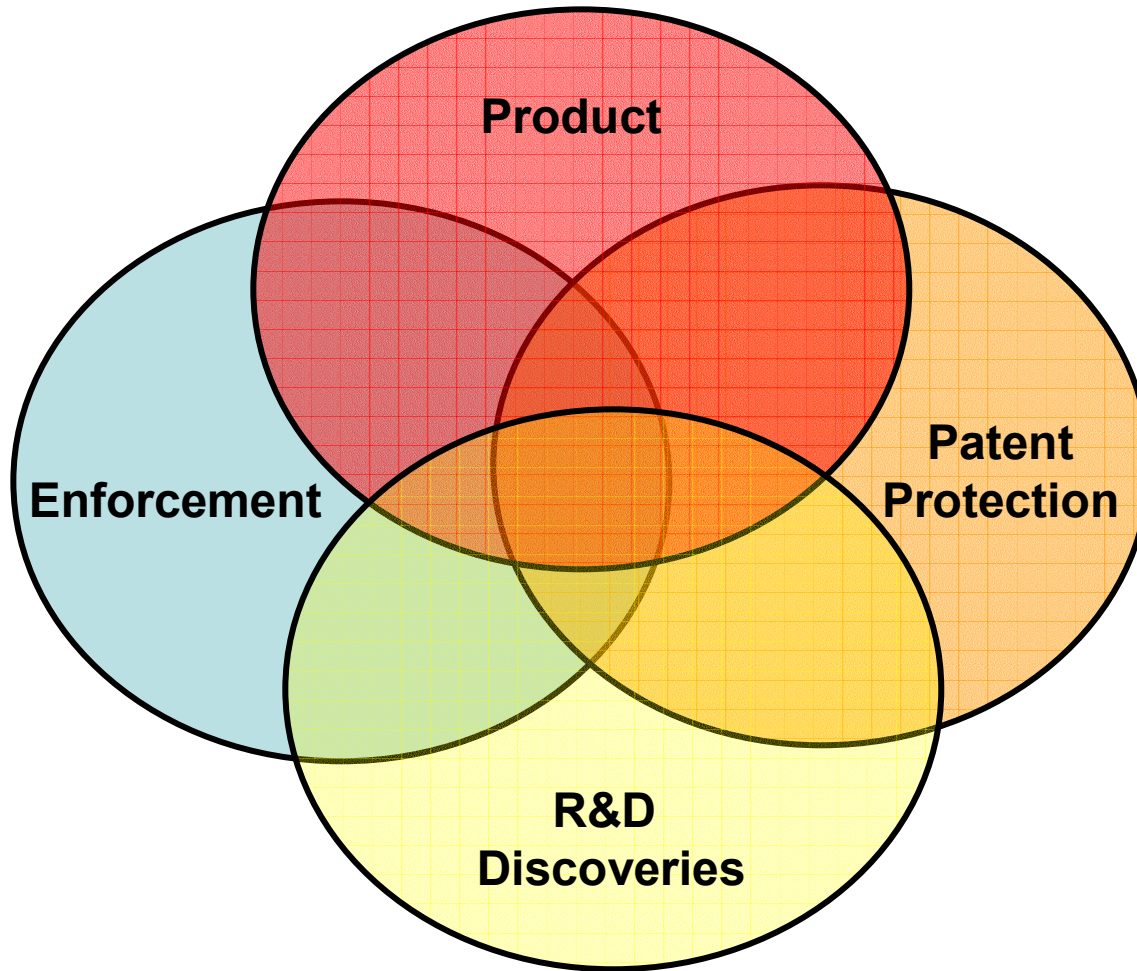 Product
Enforcement
Patent
Protection
R&D
Discoveries